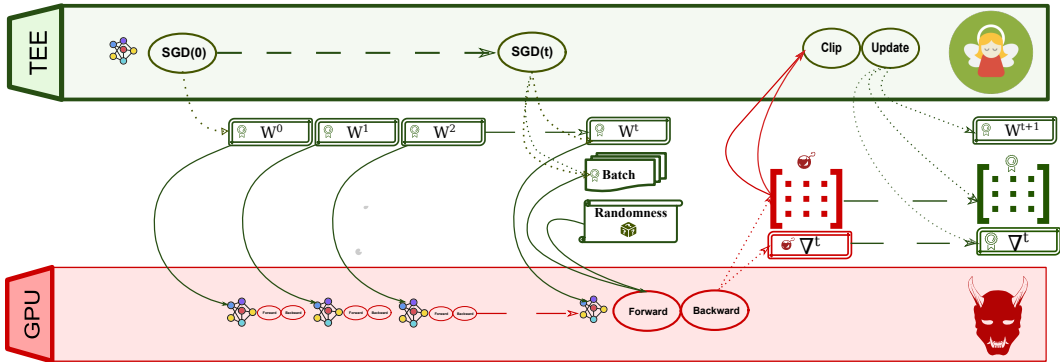 TEE
SGD(0)
SGD(t)
Clip
Update
W⁰
W¹
W²
Wᵗ
Wᵗ⁺¹
Batch
Randomness
∇ᵗ
∇ᵗ
GPU
Forward
Backward
Forward
Backward
Forward
Backward
Forward
Backward